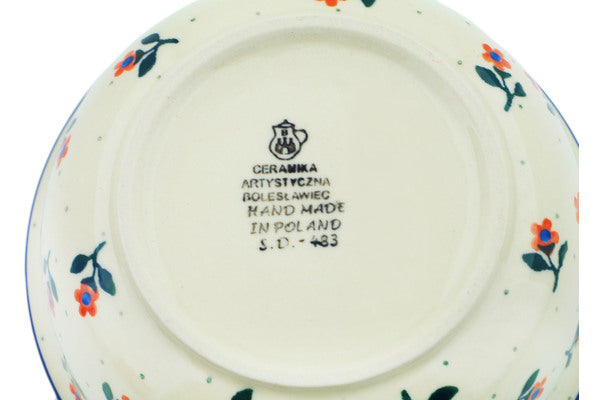 B
CERAMIKA
ARTYSTYCZNA
BOLESŁAWIEC
HAND MADE
IN POLAND
S.D.-483